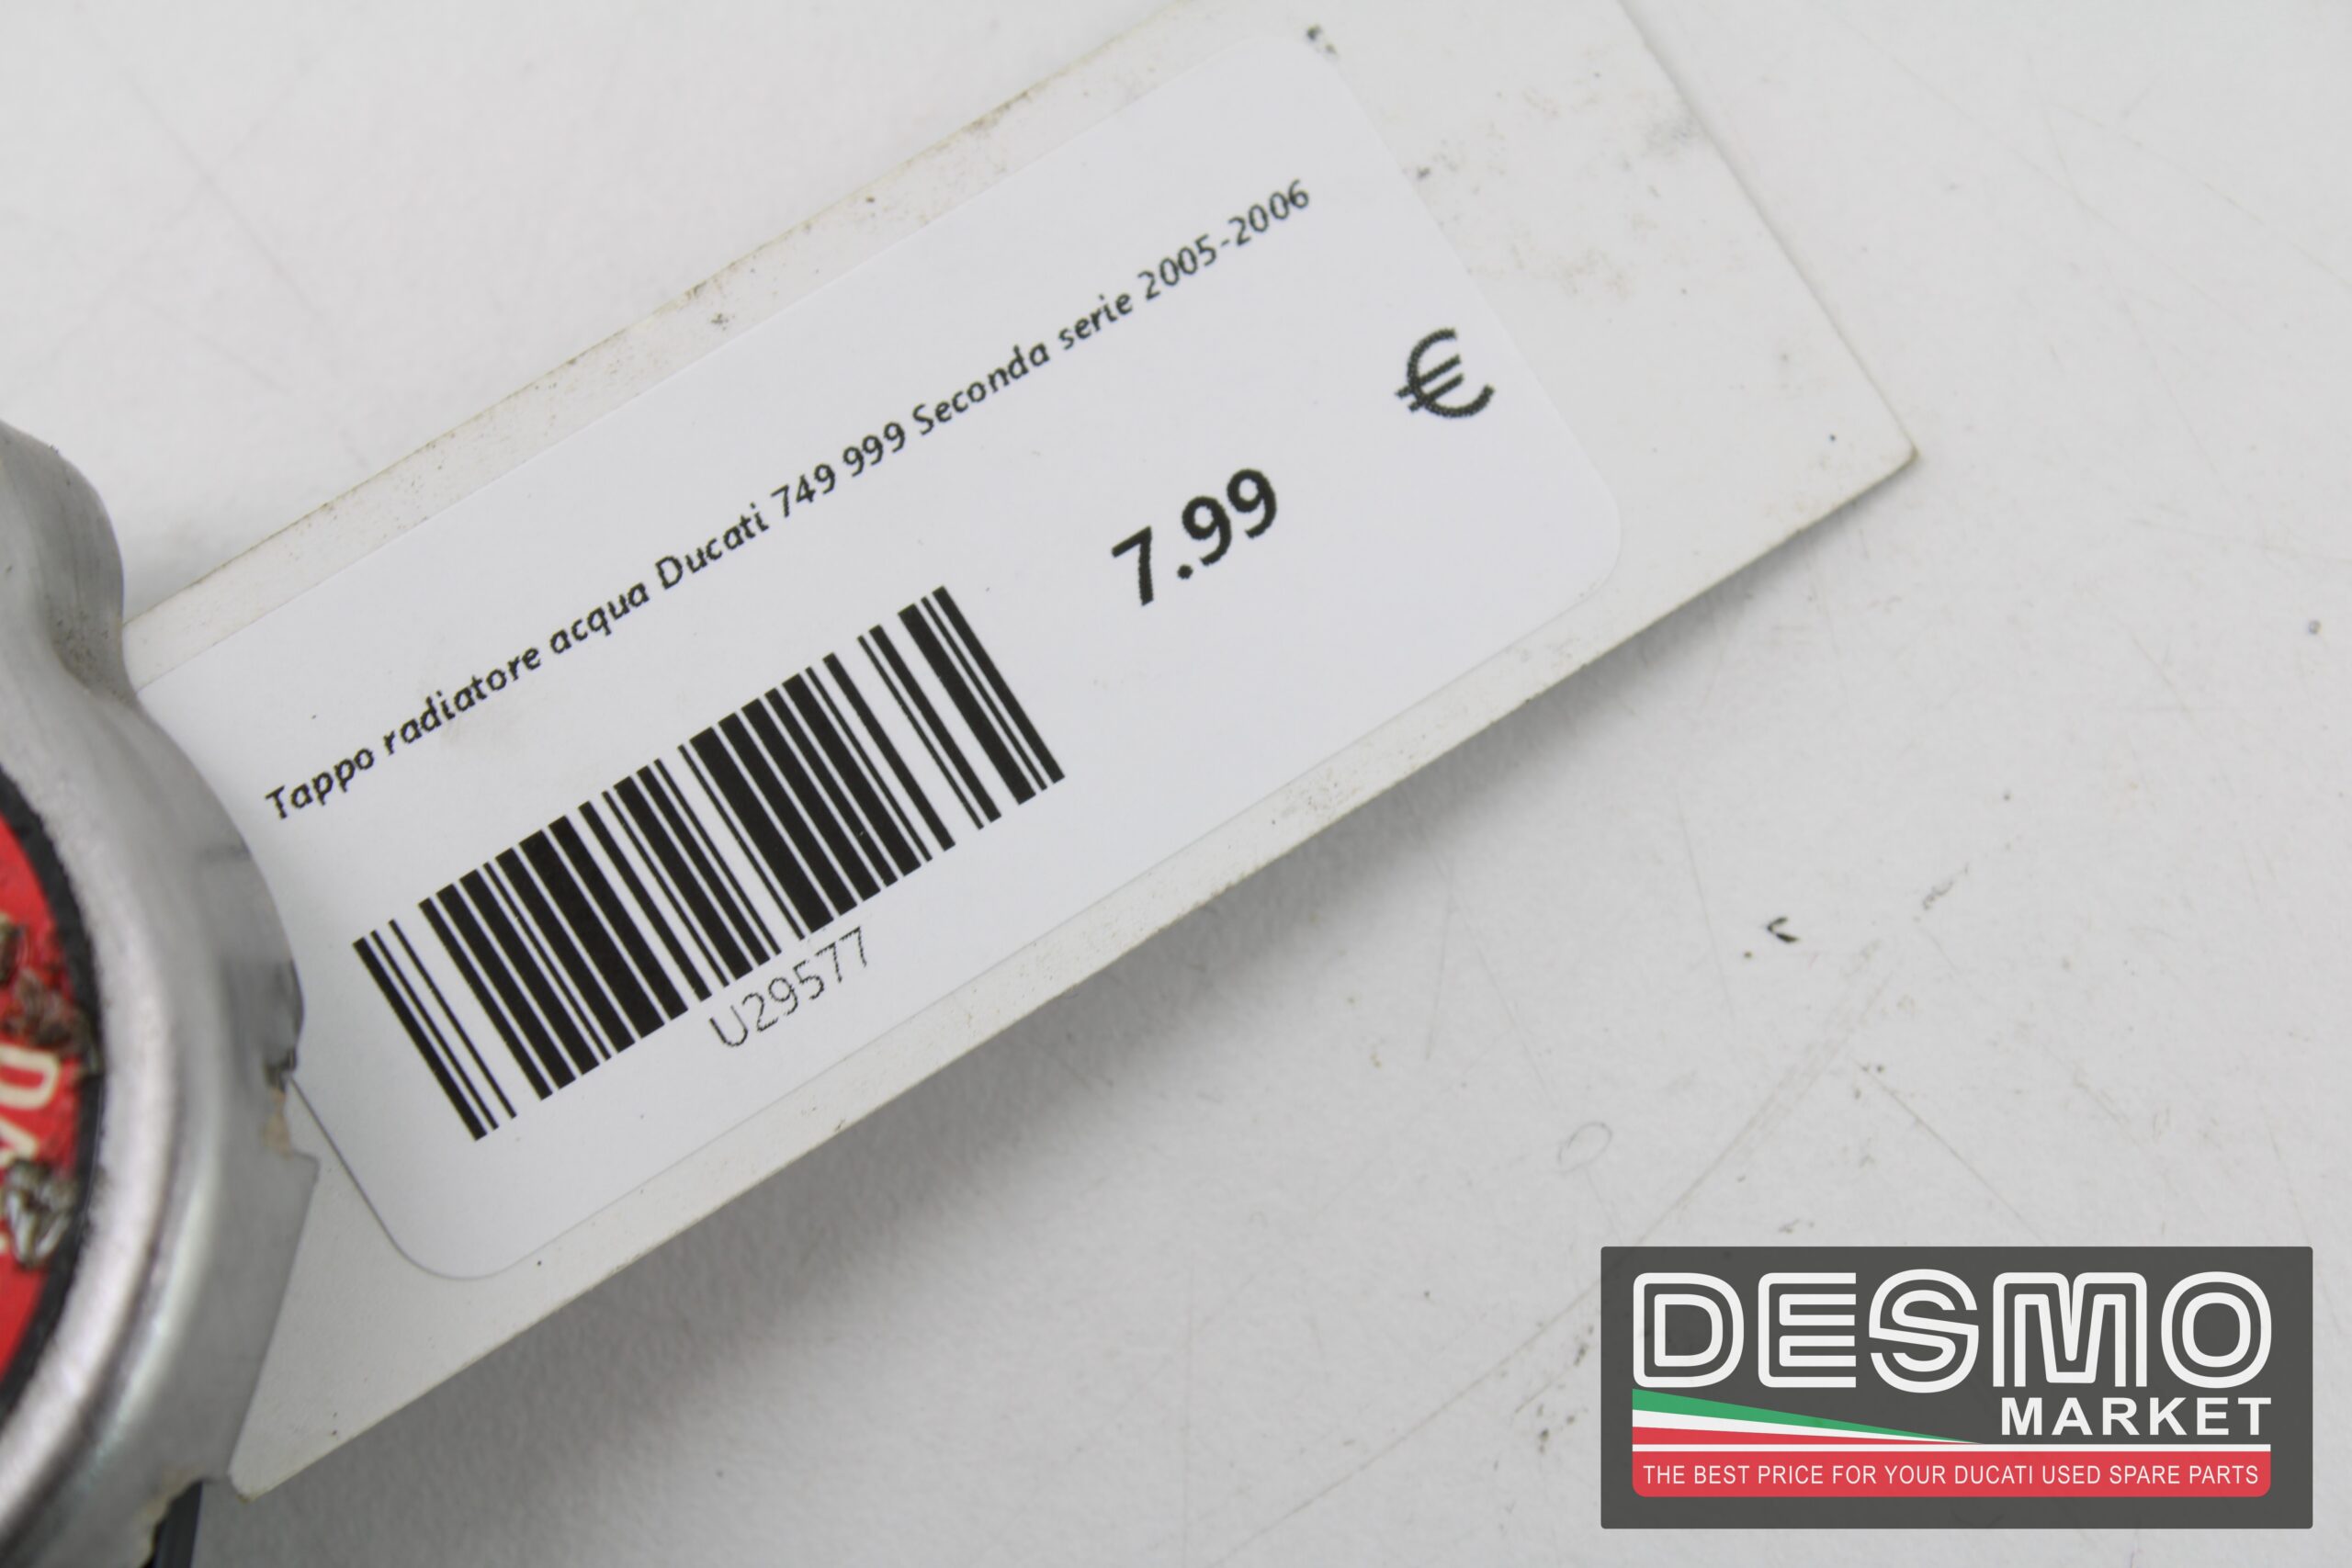 Tappo radiatore acqua Ducati 749 999 Seconda serie 2005-2006
€
7.99
U29577
DESMO
MARKET
THE BEST PRICE FOR YOUR DUCATI USED SPARE PARTS